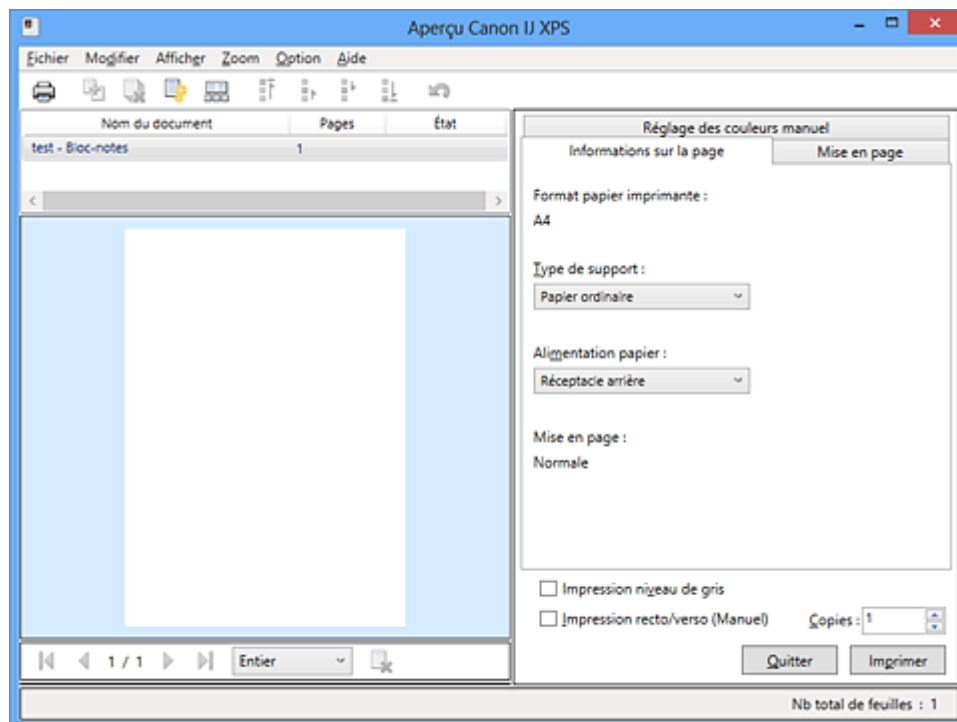 Aperçu Canon IJ XPS
Fichier Modifier Afficher Zoom Option Aide
Nom du document Pages État
test - Bloc-notes 1
Réglage des couleurs manuel
Informations sur la page Mise en page
Format papier imprimante :
A4
Type de support :
Papier ordinaire
Alimentation papier :
Réceptacle arrière
Mise en page :
Normale
Impression niveau de gris
Impression recto/verso (Manuel) Copies : 1
1 / 1 Entier
Quitter Imprimer
Nb total de feuilles : 1